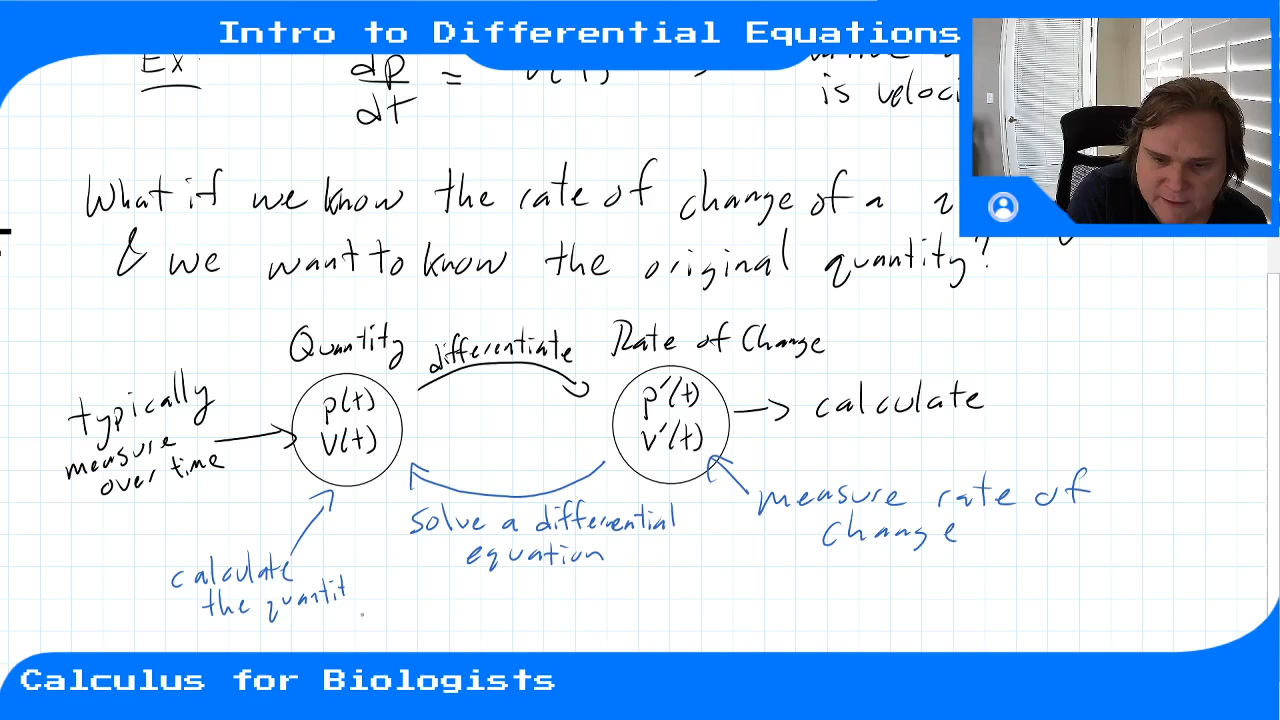 Intro to Differential Equations
Ex:
dp
dt
=
is veloci
What if we know the rate of change of a
& we want to know the original quantity?
Quantity
differentiate
Rate of Change
typically
measure
over time
p(t)
v(t)
p'(t)
v'(t)
calculate
solve a differential
equation
measure rate of
change
calculate
the quantit
Calculus for Biologists